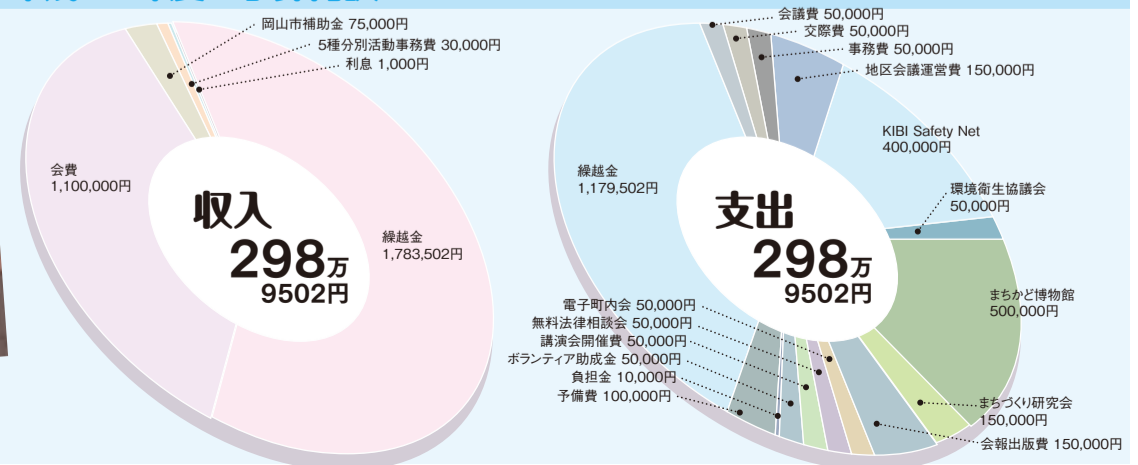 岡山市補助金 75,000円
5種分別活動事務費 30,000円
利息 1,000円
会費
1,100,000円
収入
298万
9502円
繰越金
1,783,502円
会議費 50,000円
交際費 50,000円
事務費 50,000円
地区会議運営費 150,000円
KIBI Safety Net
400,000円
環境衛生協議会
50,000円
繰越金
1,179,502円
支出
298万
9502円
まちかど博物館
500,000円
電子町内会 50,000円
無料法律相談会 50,000円
講演会開催費 50,000円
ボランティア助成金 50,000円
負担金 10,000円
予備費 100,000円
まちづくり研究会
150,000円
会報出版費 150,000円